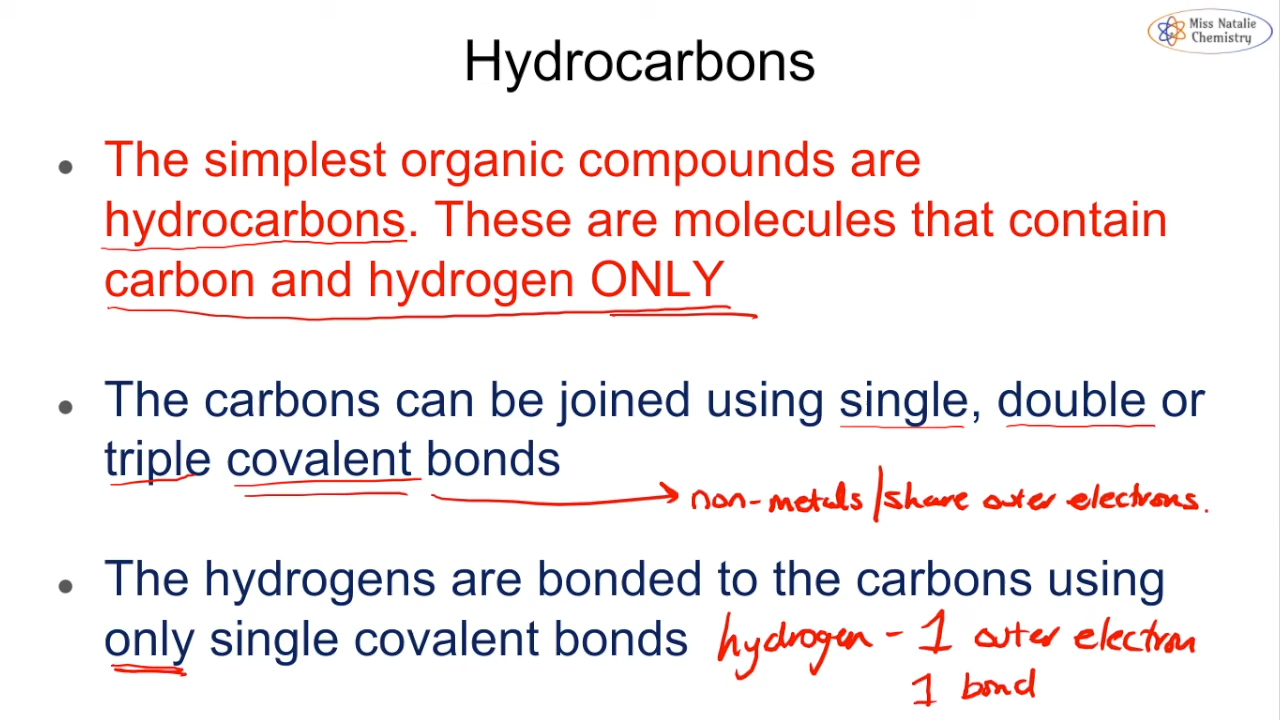 Miss Natalie
Chemistry
Hydrocarbons
• The simplest organic compounds are
hydrocarbons. These are molecules that contain
carbon and hydrogen ONLY
• The carbons can be joined using single, double or
triple covalent bonds
non-metals/share outer electrons.
• The hydrogens are bonded to the carbons using
only single covalent bonds hydrogen - 1 outer electron
1 bond